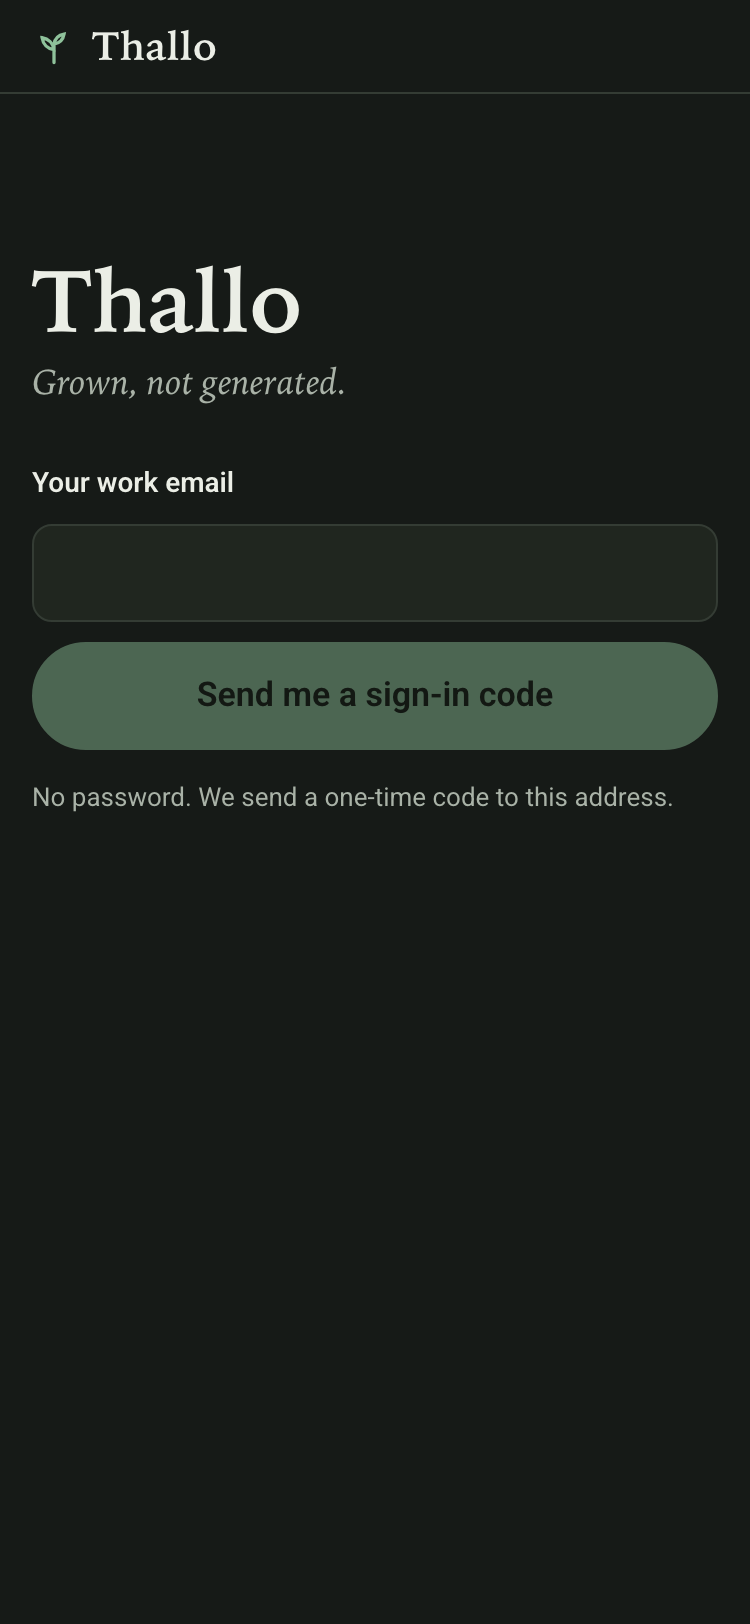 Thallo
Thallo
Grown, not generated.
Your work email
Send me a sign-in code
No password. We send a one-time code to this address.